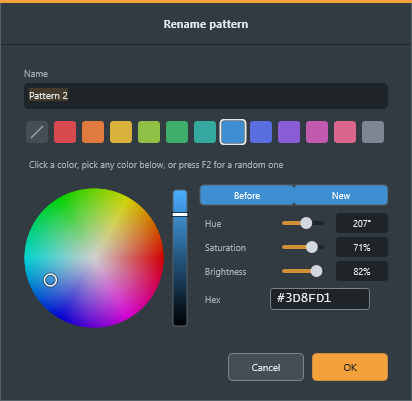 Rename pattern
Name
Pattern 2
Click a color, pick any color below, or press F2 for a random one
Before New
Hue 207°
Saturation 71%
Brightness 82%
Hex #3D8FD1
Cancel OK